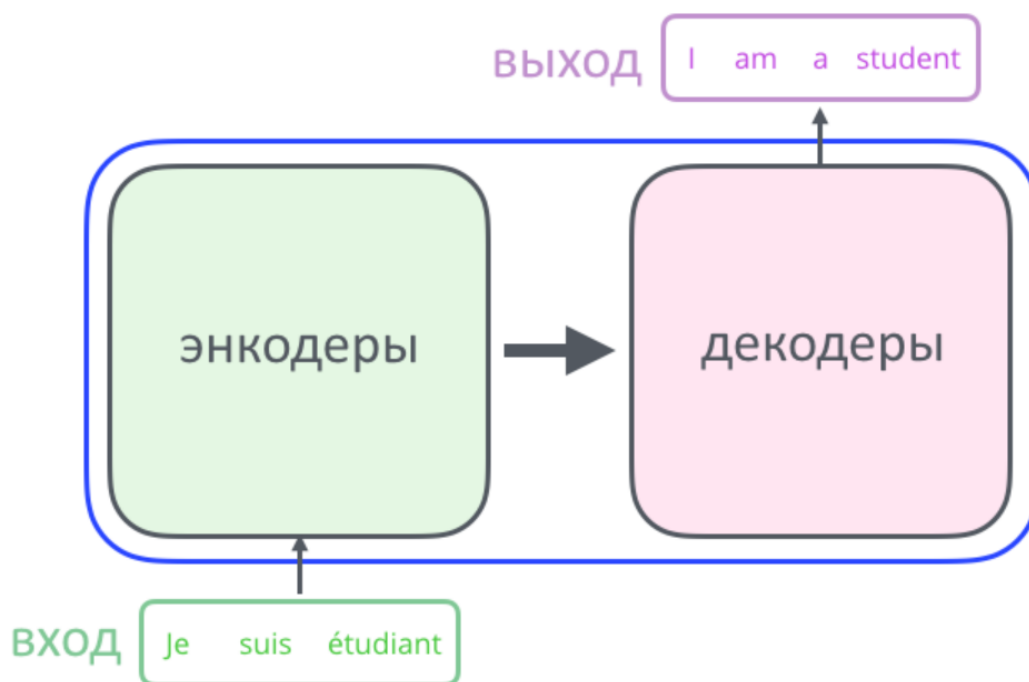 выход
I am a student
энкодеры
декодеры
вход
Je suis étudiant